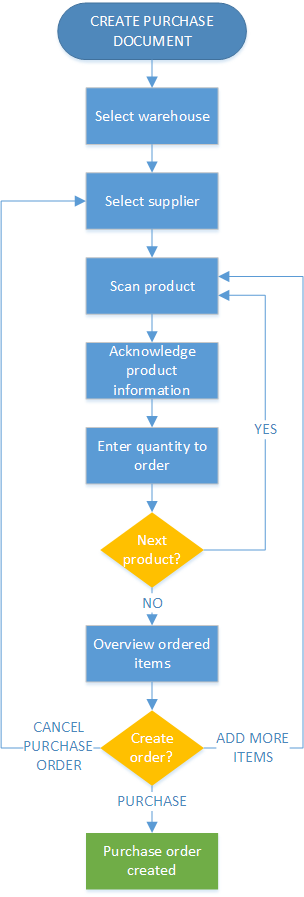 CREATE PURCHASE
DOCUMENT
Select warehouse
Select supplier
Scan product
Acknowledge
product
information
Enter quantity to
order
YES
Next
product?
NO
Overview ordered
items
CANCEL
PURCHASE
ORDER
Create
order?
ADD MORE
ITEMS
PURCHASE
Purchase order
created